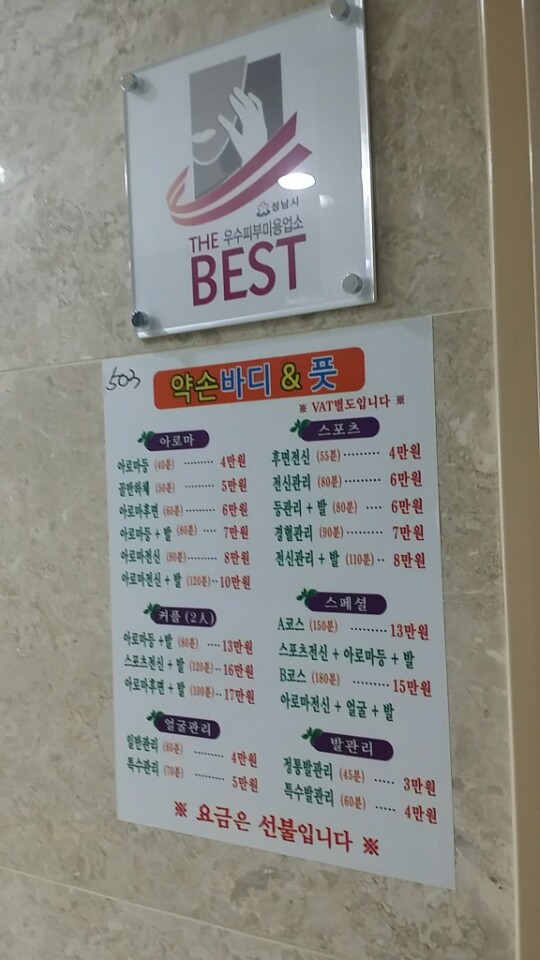 성남시
THE 우수피부미용업소
BEST
503
약손바디 & 풋
※ VAT별도입니다 ※
아로마
아로마등 (40분) ········· 4만원
골반하체 (50분) ········· 5만원
아로마후면 (60분) ········· 6만원
아로마등 + 발 (80분) ···· 7만원
아로마전신 (90분) ········· 8만원
아로마전신 + 발 (120분) ·· 10만원
스포츠
후면전신 (55분) ········· 4만원
전신관리 (80분) ········· 6만원
등관리 + 발 (80분) ···· 6만원
경혈관리 (90분) ········· 7만원
전신관리 + 발 (110분) ·· 8만원
커플 (2人)
아로마등 +발 (80분) ···· 13만원
스포츠전신 + 발 (120분) ·· 16만원
아로마후면 + 발 (100분) ·· 17만원
스페셜
A코스 (150분) ········· 13만원
스포츠전신 + 아로마등 + 발
B코스 (180분) ········· 15만원
아로마전신 + 얼굴 + 발
얼굴관리
일반관리 (60분) ······· 4만원
특수관리 (70분) ······· 5만원
발관리
정통발관리 (45분) ····· 3만원
특수발관리 (60분) ····· 4만원
※ 요금은 선불입니다 ※